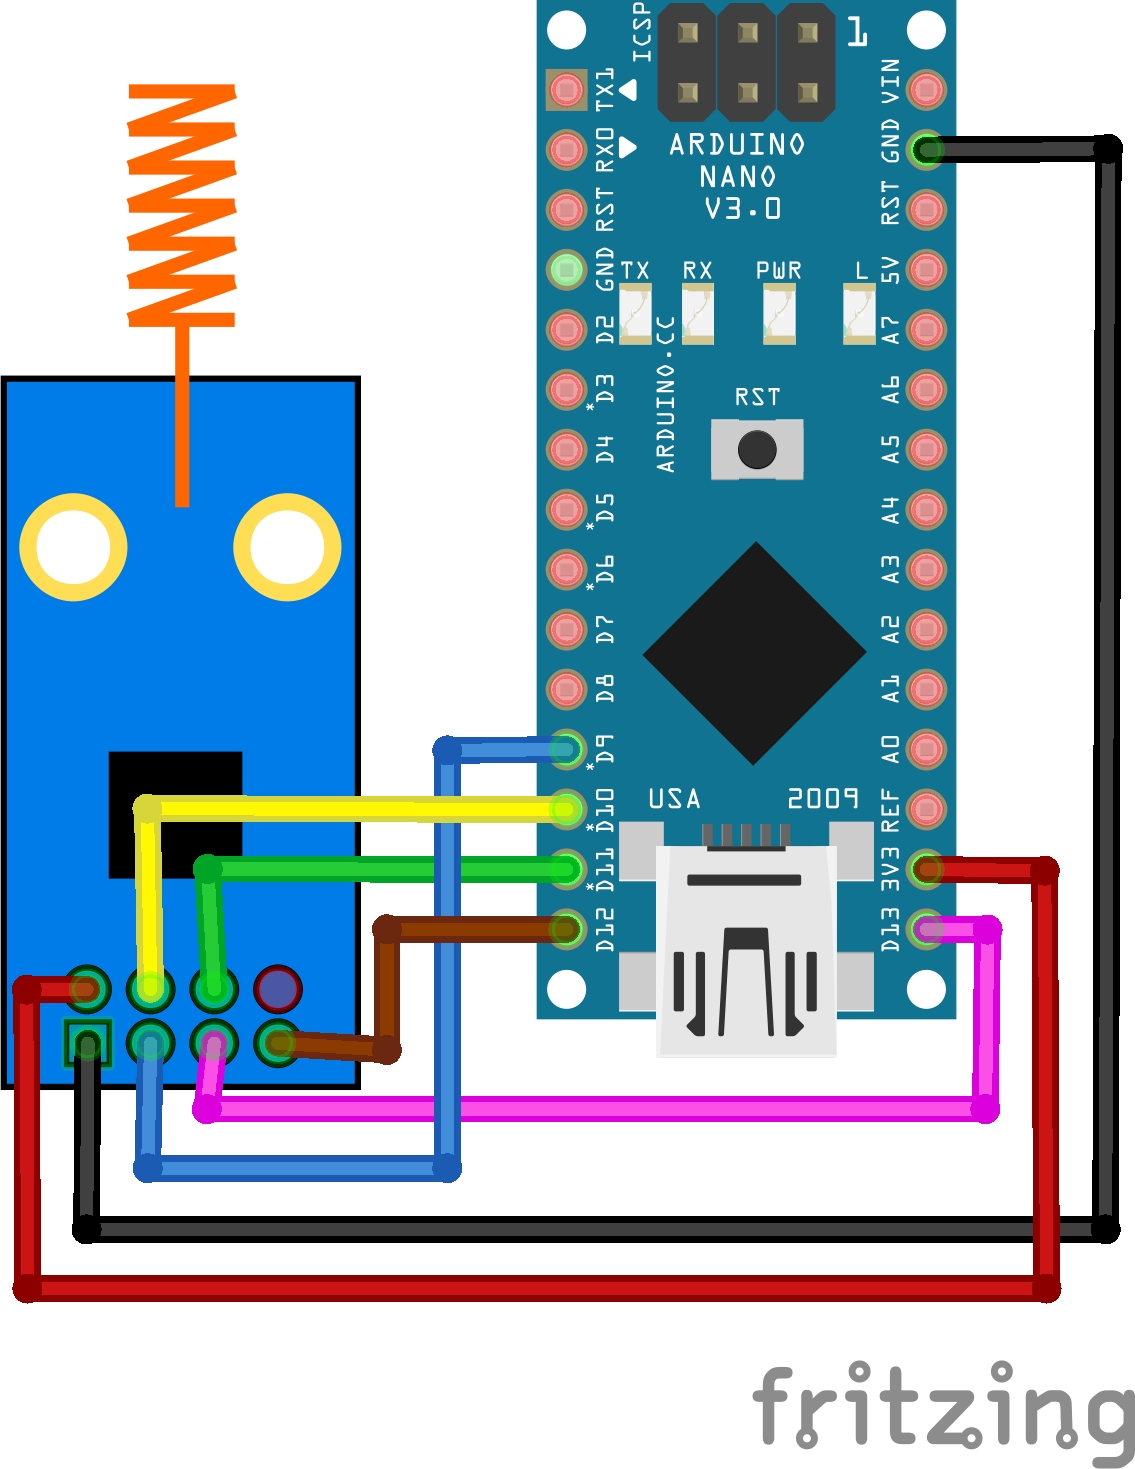 ICSP
1
TX1
RX0
RST
GND
D2
*D3
D4
*D5
*D6
D7
D8
*D9
*D10
*D11
D12
ARDUINO
NANO
V3.0
TX RX PWR L
ARDUINO.CC
RST
USA 2009
VIN
GND
RST
5V
A7
A6
A5
A4
A3
A2
A1
A0
REF
3V3
D13
fritzing